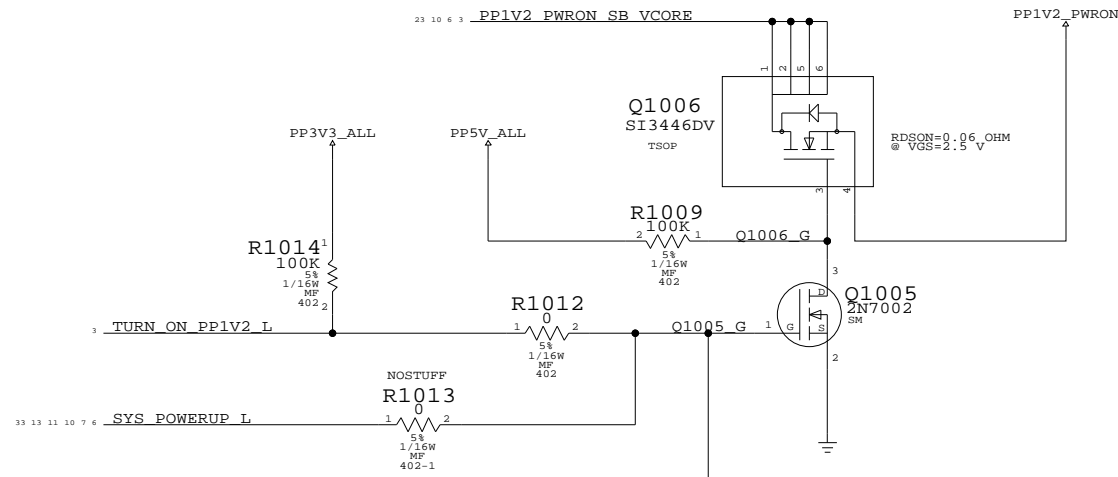 23 10 6 3
PP1V2_PWRON_SB_VCORE
PP1V2_PWRON
1
2
5
6
Q1006
SI3446DV
TSOP
RDSON=0.06 OHM
@ VGS=2.5 V
3
4
PP3V3_ALL
PP5V_ALL
R1009
100K
2
1
Q1006_G
5%
1/16W
MF
402
R1014
1
100K
5%
1/16W
MF
402
2
3
Q1005
2N7002
SM
D
G
S
1
2
R1012
0
3
TURN_ON_PP1V2_L
1
2
Q1005_G
5%
1/16W
MF
402
NOSTUFF
R1013
0
33 13 11 10 7 6
SYS_POWERUP_L
1
2
5%
1/16W
MF
402-1